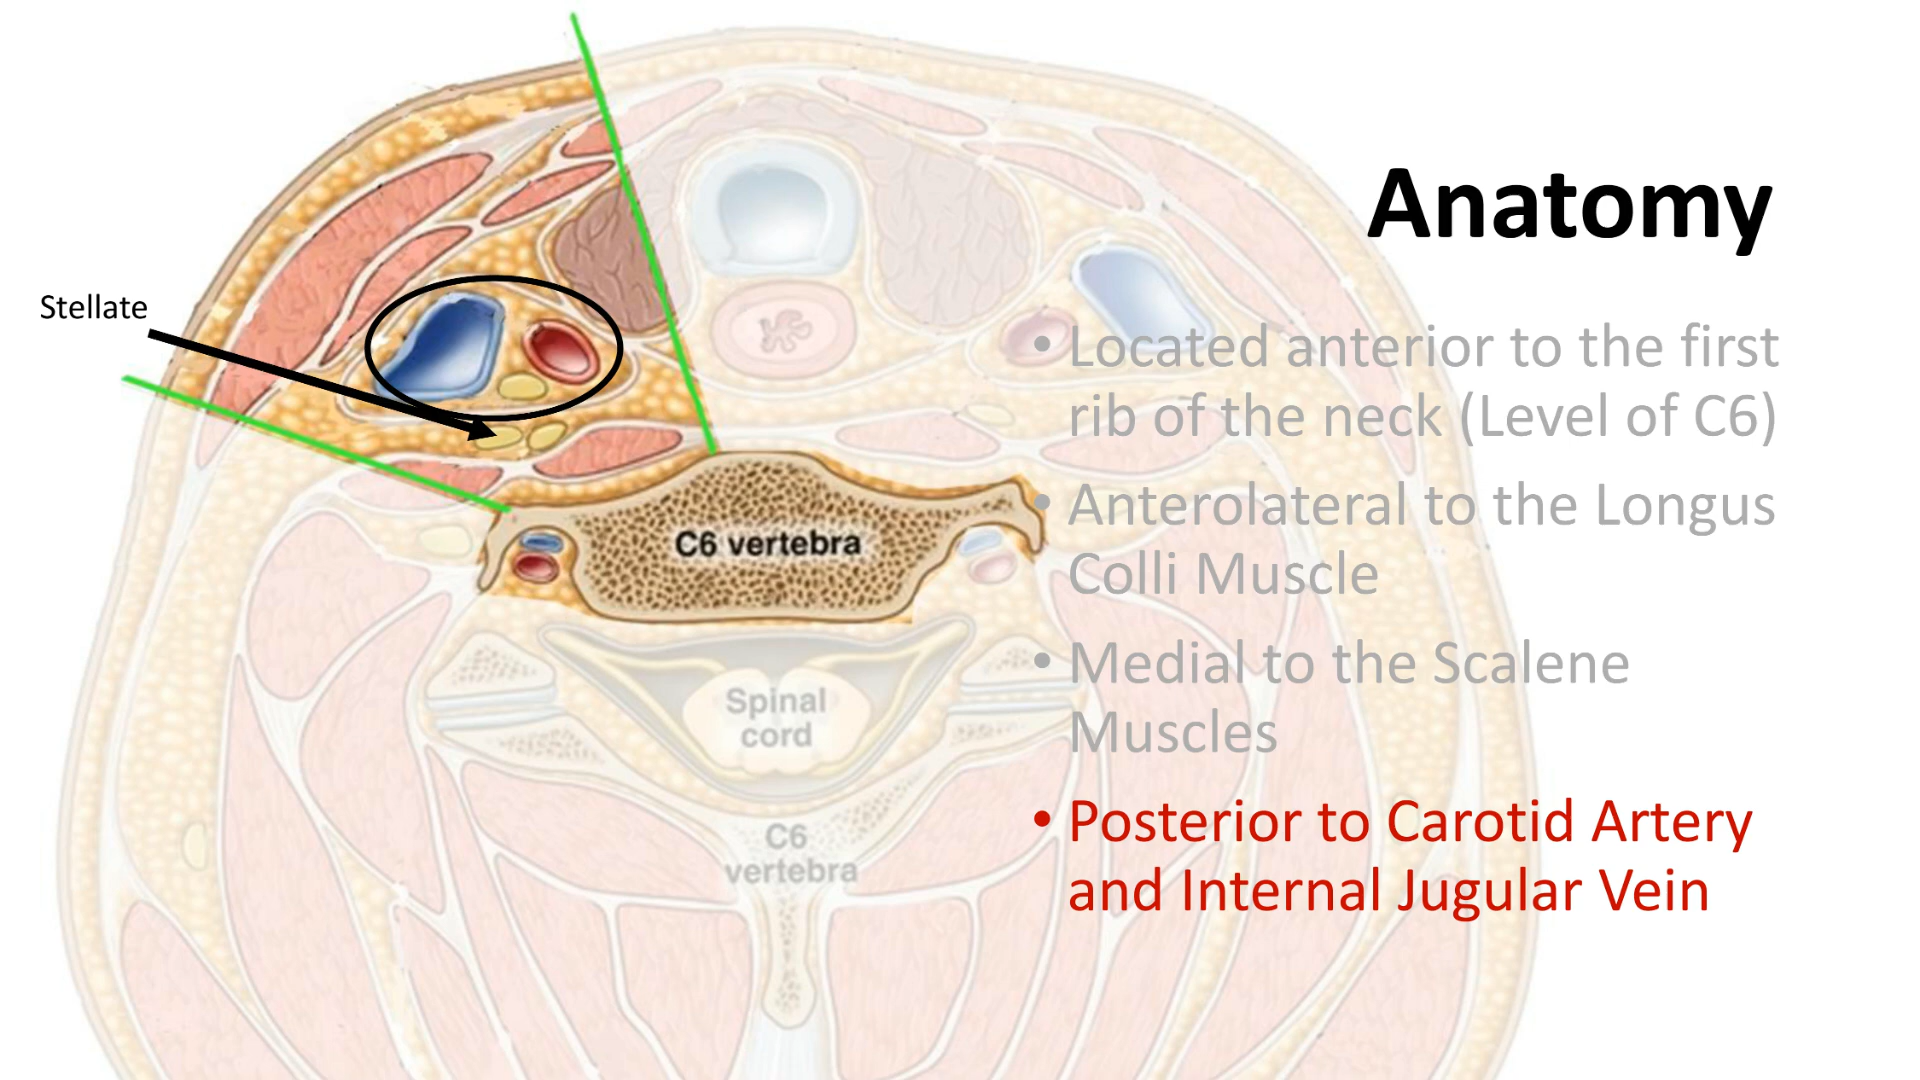 Anatomy
Stellate
• Located anterior to the first
rib of the neck (Level of C6)
• Anterolateral to the Longus
Colli Muscle
• Medial to the Scalene
Muscles
• Posterior to Carotid Artery
and Internal Jugular Vein
C6 vertebra
Spinal
cord
C6
vertebra